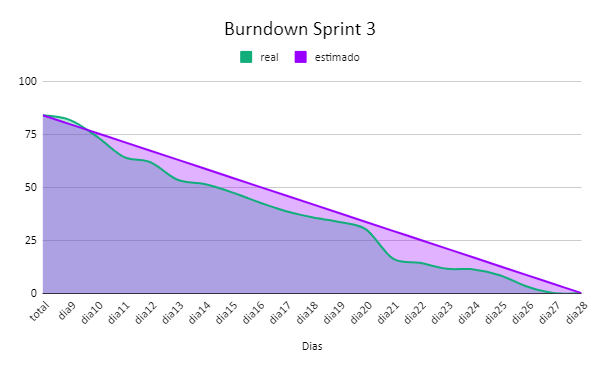 Burndown Sprint 3
real estimado
100
75
50
25
0
total dia9 dia10 dia11 dia12 dia13 dia14 dia15 dia16 dia17 dia18 dia19 dia20 dia21 dia22 dia23 dia24 dia25 dia26 dia27 dia28
Dias